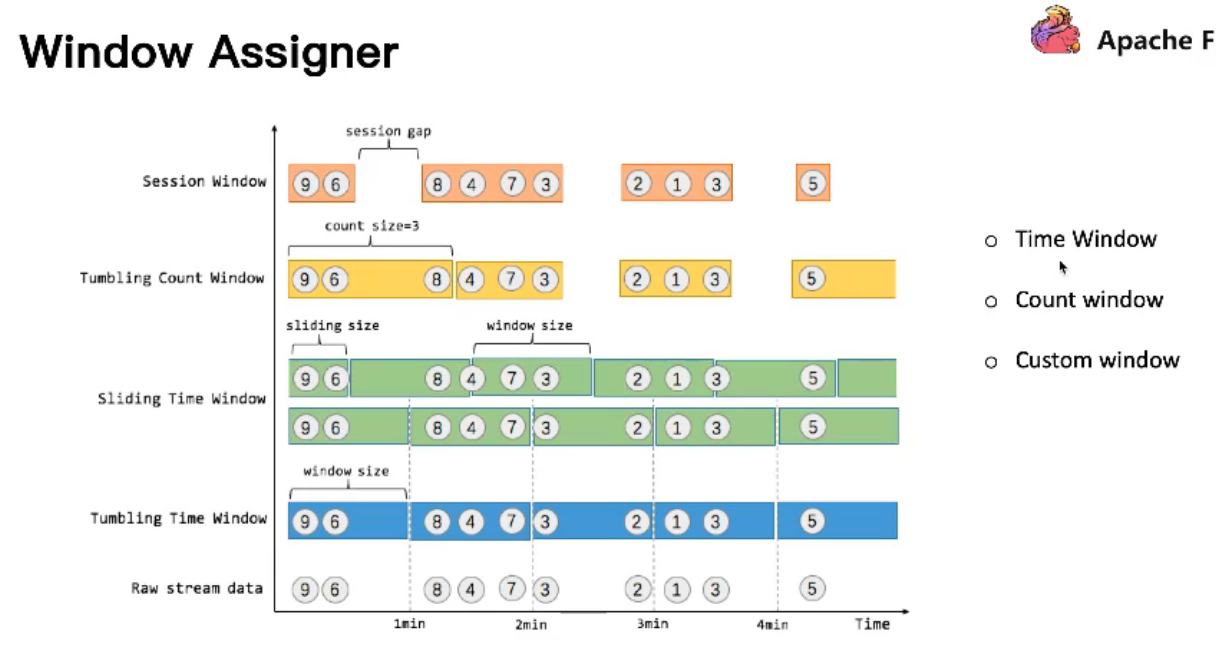 Window Assigner
Apache F
session gap
Session Window
9 6 8 4 7 3 2 1 3 5
count size=3
Tumbling Count Window
9 6 8 4 7 3 2 1 3 5
sliding size
window size
Sliding Time Window
9 6 8 4 7 3 2 1 3 5
9 6 8 4 7 3 2 1 3 5
window size
Tumbling Time Window
9 6 8 4 7 3 2 1 3 5
Raw stream data
9 6 8 4 7 3 2 1 3 5
1min 2min 3min 4min Time
o Time Window
o Count window
o Custom window